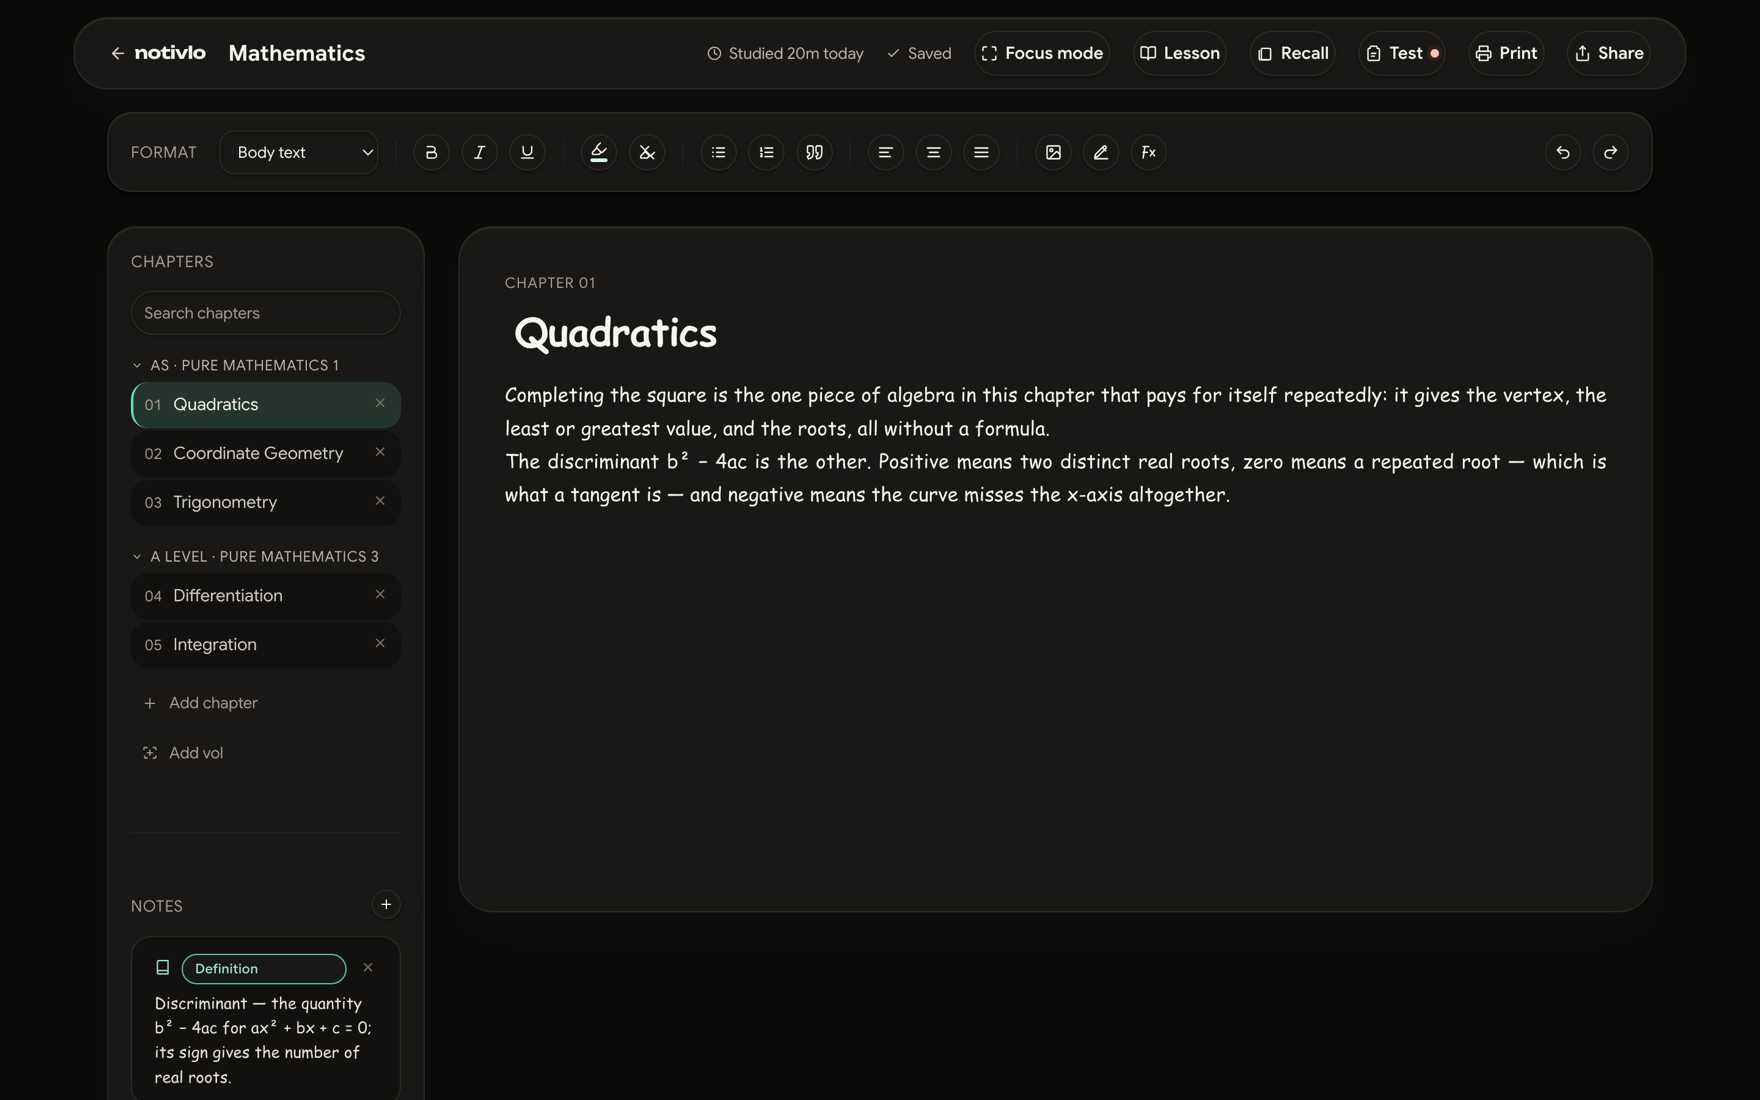 notivlo Mathematics Studied 20m today Saved Focus mode Lesson Recall Test Print Share
FORMAT Body text B I U Fx
CHAPTERS
Search chapters
AS · PURE MATHEMATICS 1
01 Quadratics
02 Coordinate Geometry
03 Trigonometry
A LEVEL · PURE MATHEMATICS 3
04 Differentiation
05 Integration
Add chapter
Add vol
NOTES
Definition
Discriminant — the quantity
b² – 4ac for ax² + bx + c = 0;
its sign gives the number of
real roots.
CHAPTER 01
Quadratics
Completing the square is the one piece of algebra in this chapter that pays for itself repeatedly: it gives the vertex, the
least or greatest value, and the roots, all without a formula.
The discriminant b² – 4ac is the other. Positive means two distinct real roots, zero means a repeated root — which is
what a tangent is — and negative means the curve misses the x-axis altogether.